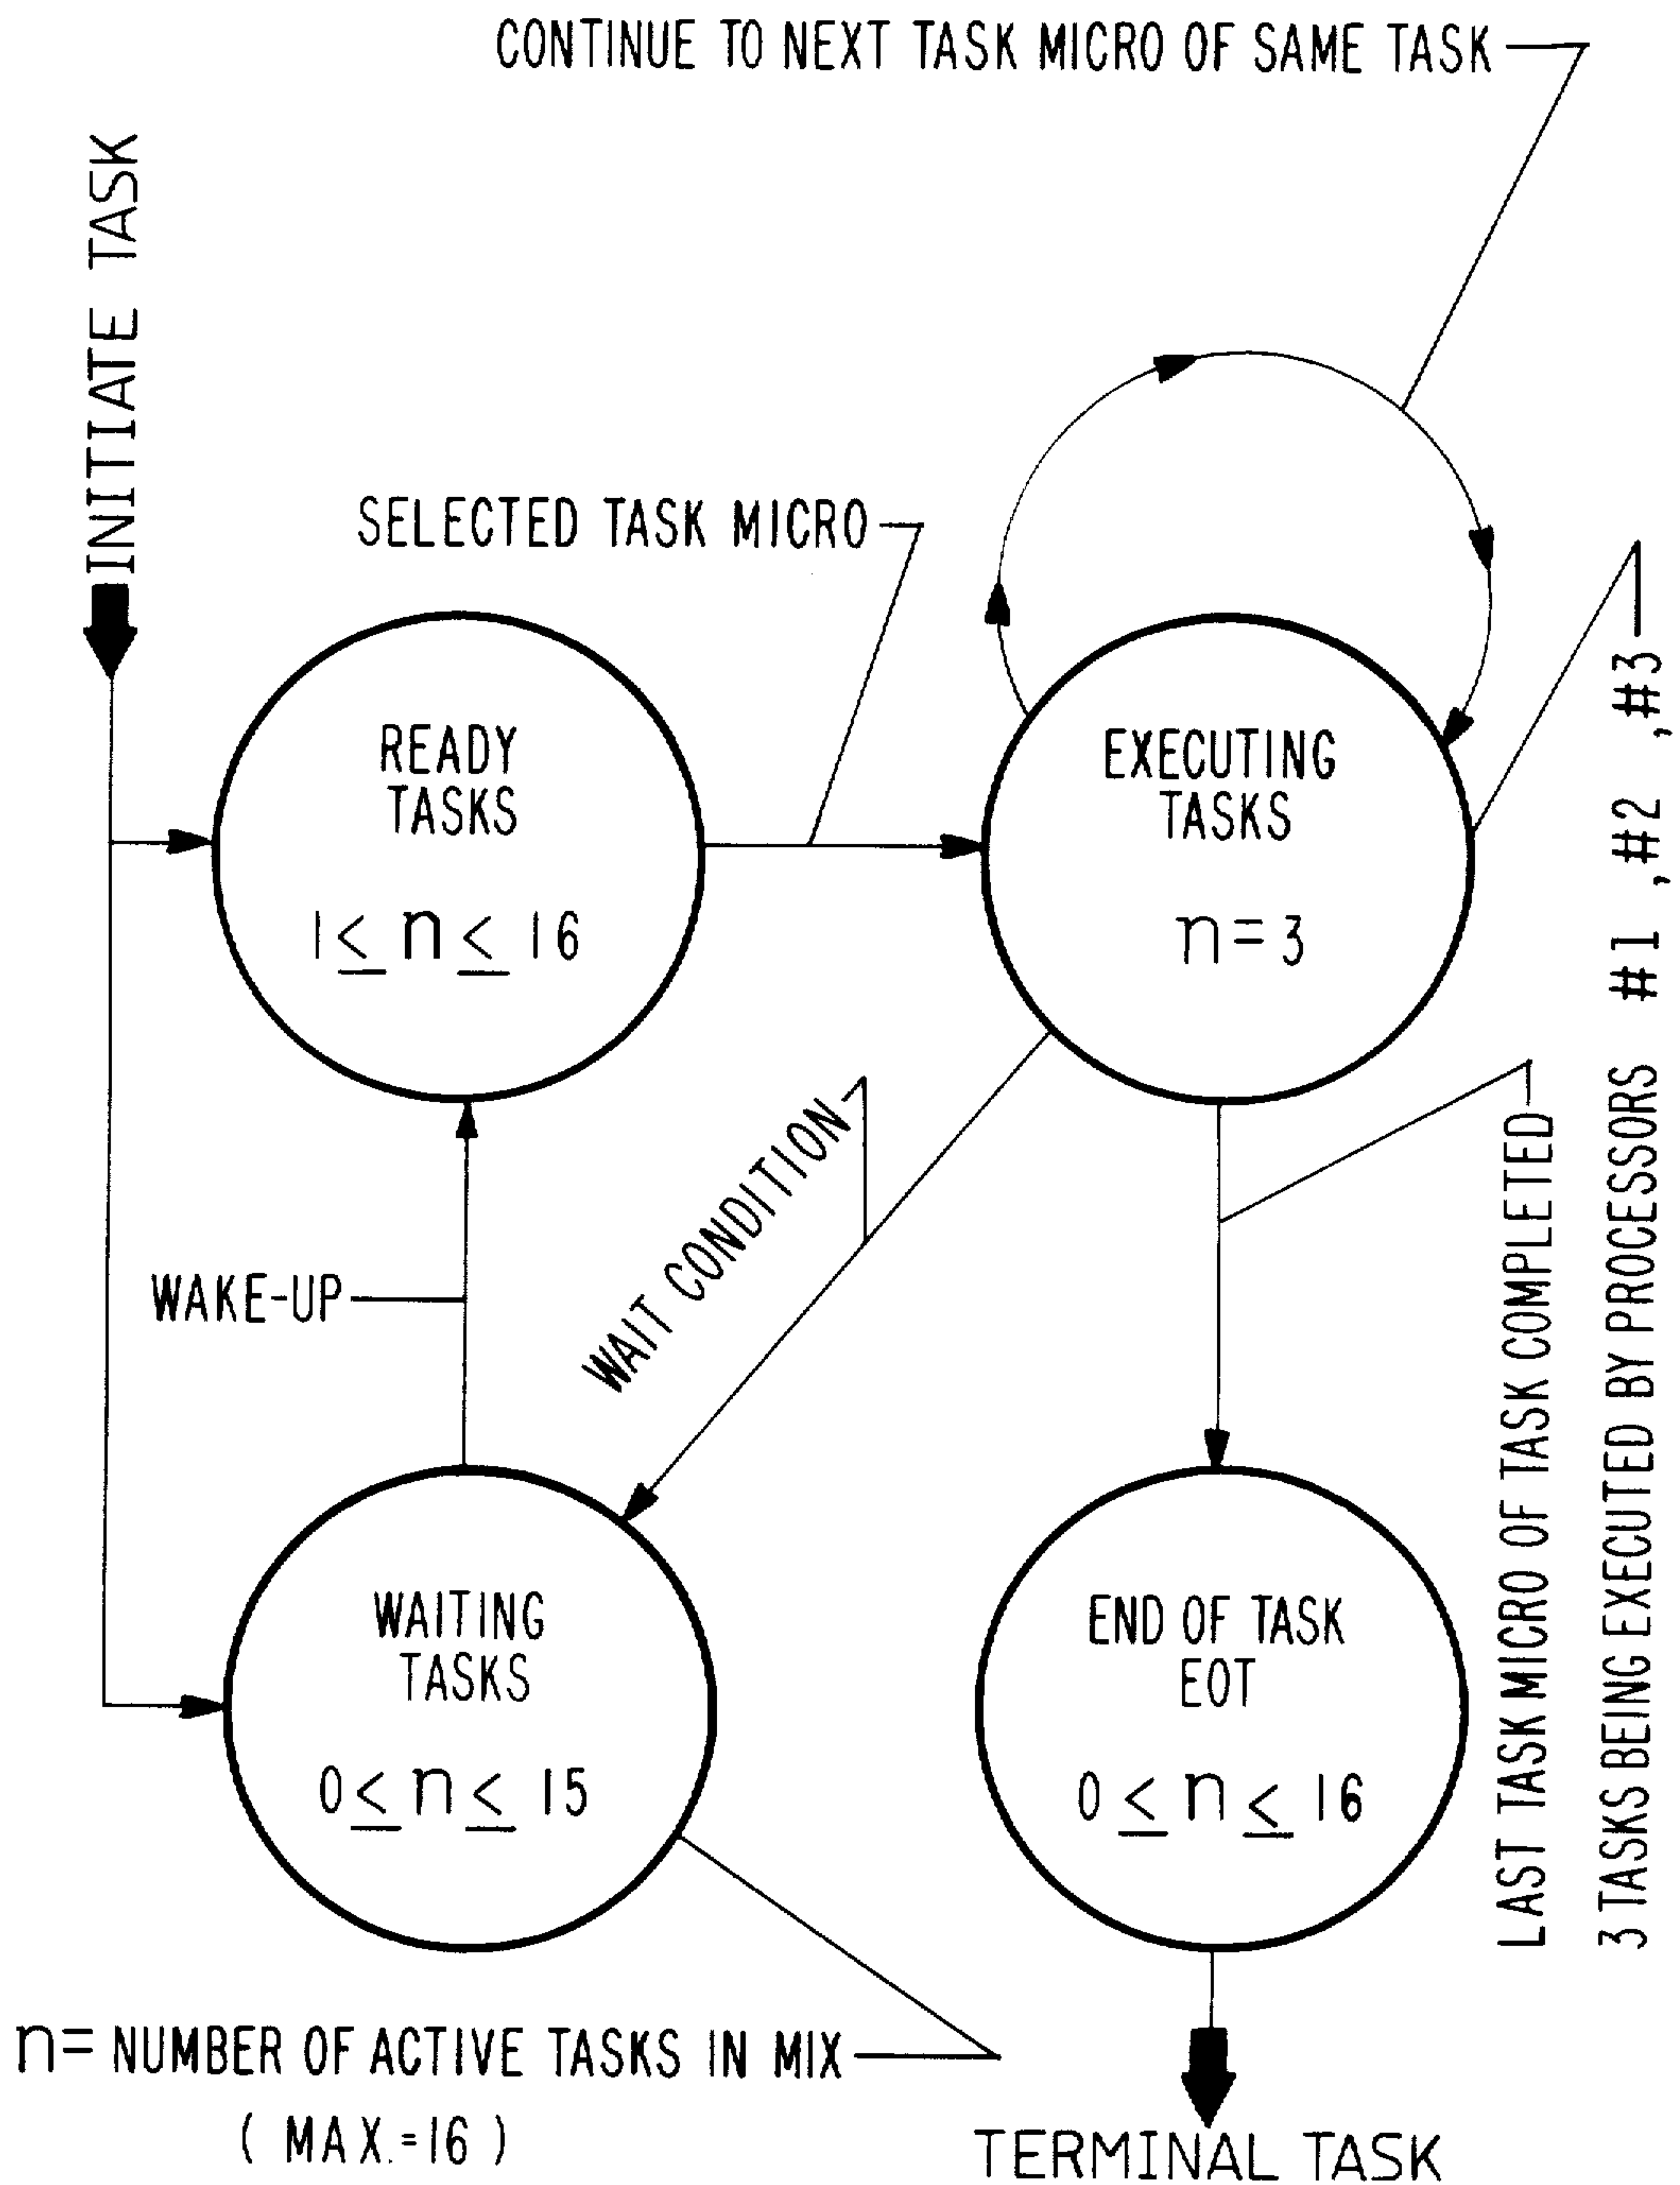 CONTINUE TO NEXT TASK MICRO OF SAME TASK
INITIATE TASK
SELECTED TASK MICRO
READY
TASKS
1 ≤ n ≤ 16
EXECUTING
TASKS
n = 3
WAKE-UP
WAIT CONDITION
LAST TASK MICRO OF TASK COMPLETED
3 TASKS BEING EXECUTED BY PROCESSORS #1 ,#2 ,#3
WAITING
TASKS
0 ≤ n ≤ 15
END OF TASK
EOT
0 ≤ n ≤ 16
n = NUMBER OF ACTIVE TASKS IN MIX
( MAX.=16 )
TERMINAL TASK